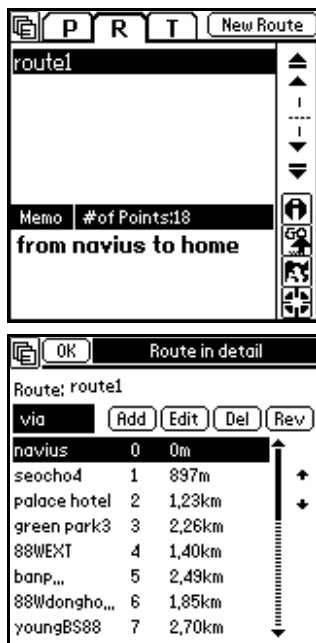 P R T New Route
route1
Memo #of Points:18
from navius to home
GO
OK Route in detail
Route: route1
via Add Edit Del Rev
navius 0 0m
seocho4 1 897m
palace hotel 2 1,23km
green park3 3 2,26km
88WEXT 4 1,40km
banp,,, 5 2,49km
88Wdongho,,, 6 1,85km
youngBS88 7 2,70km